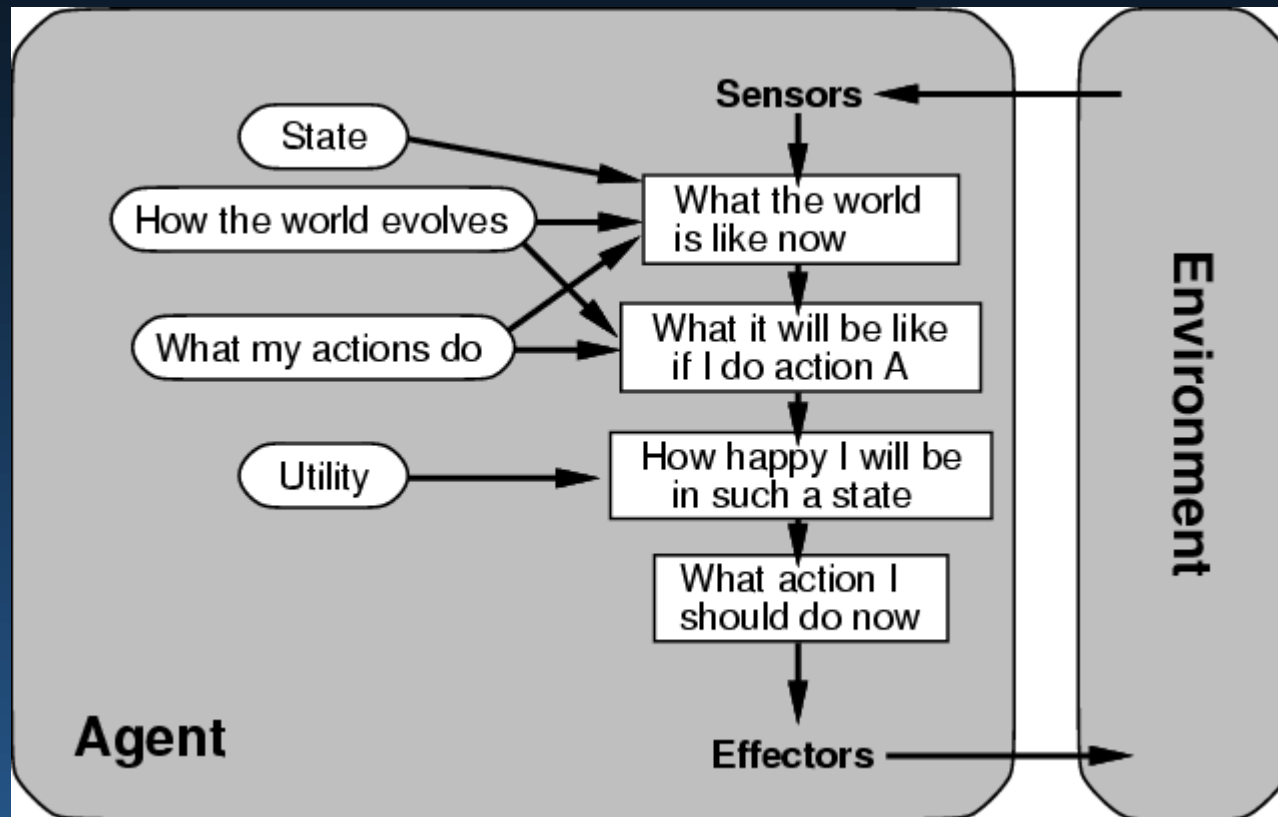 Sensors
State
How the world evolves
What my actions do
Utility
What the world
is like now
What it will be like
if I do action A
How happy I will be
in such a state
What action I
should do now
Effectors
Agent
Environment